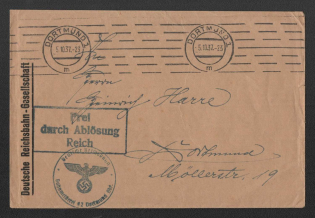 DORTMUND 1
DORTMUND 1
m
m
Herrn
Heinrich Harre
Frei
durch Ablösung
Reich
Dortmund
Möllerstr. 19
Deutsche Reichsbahn-Gesellschaft